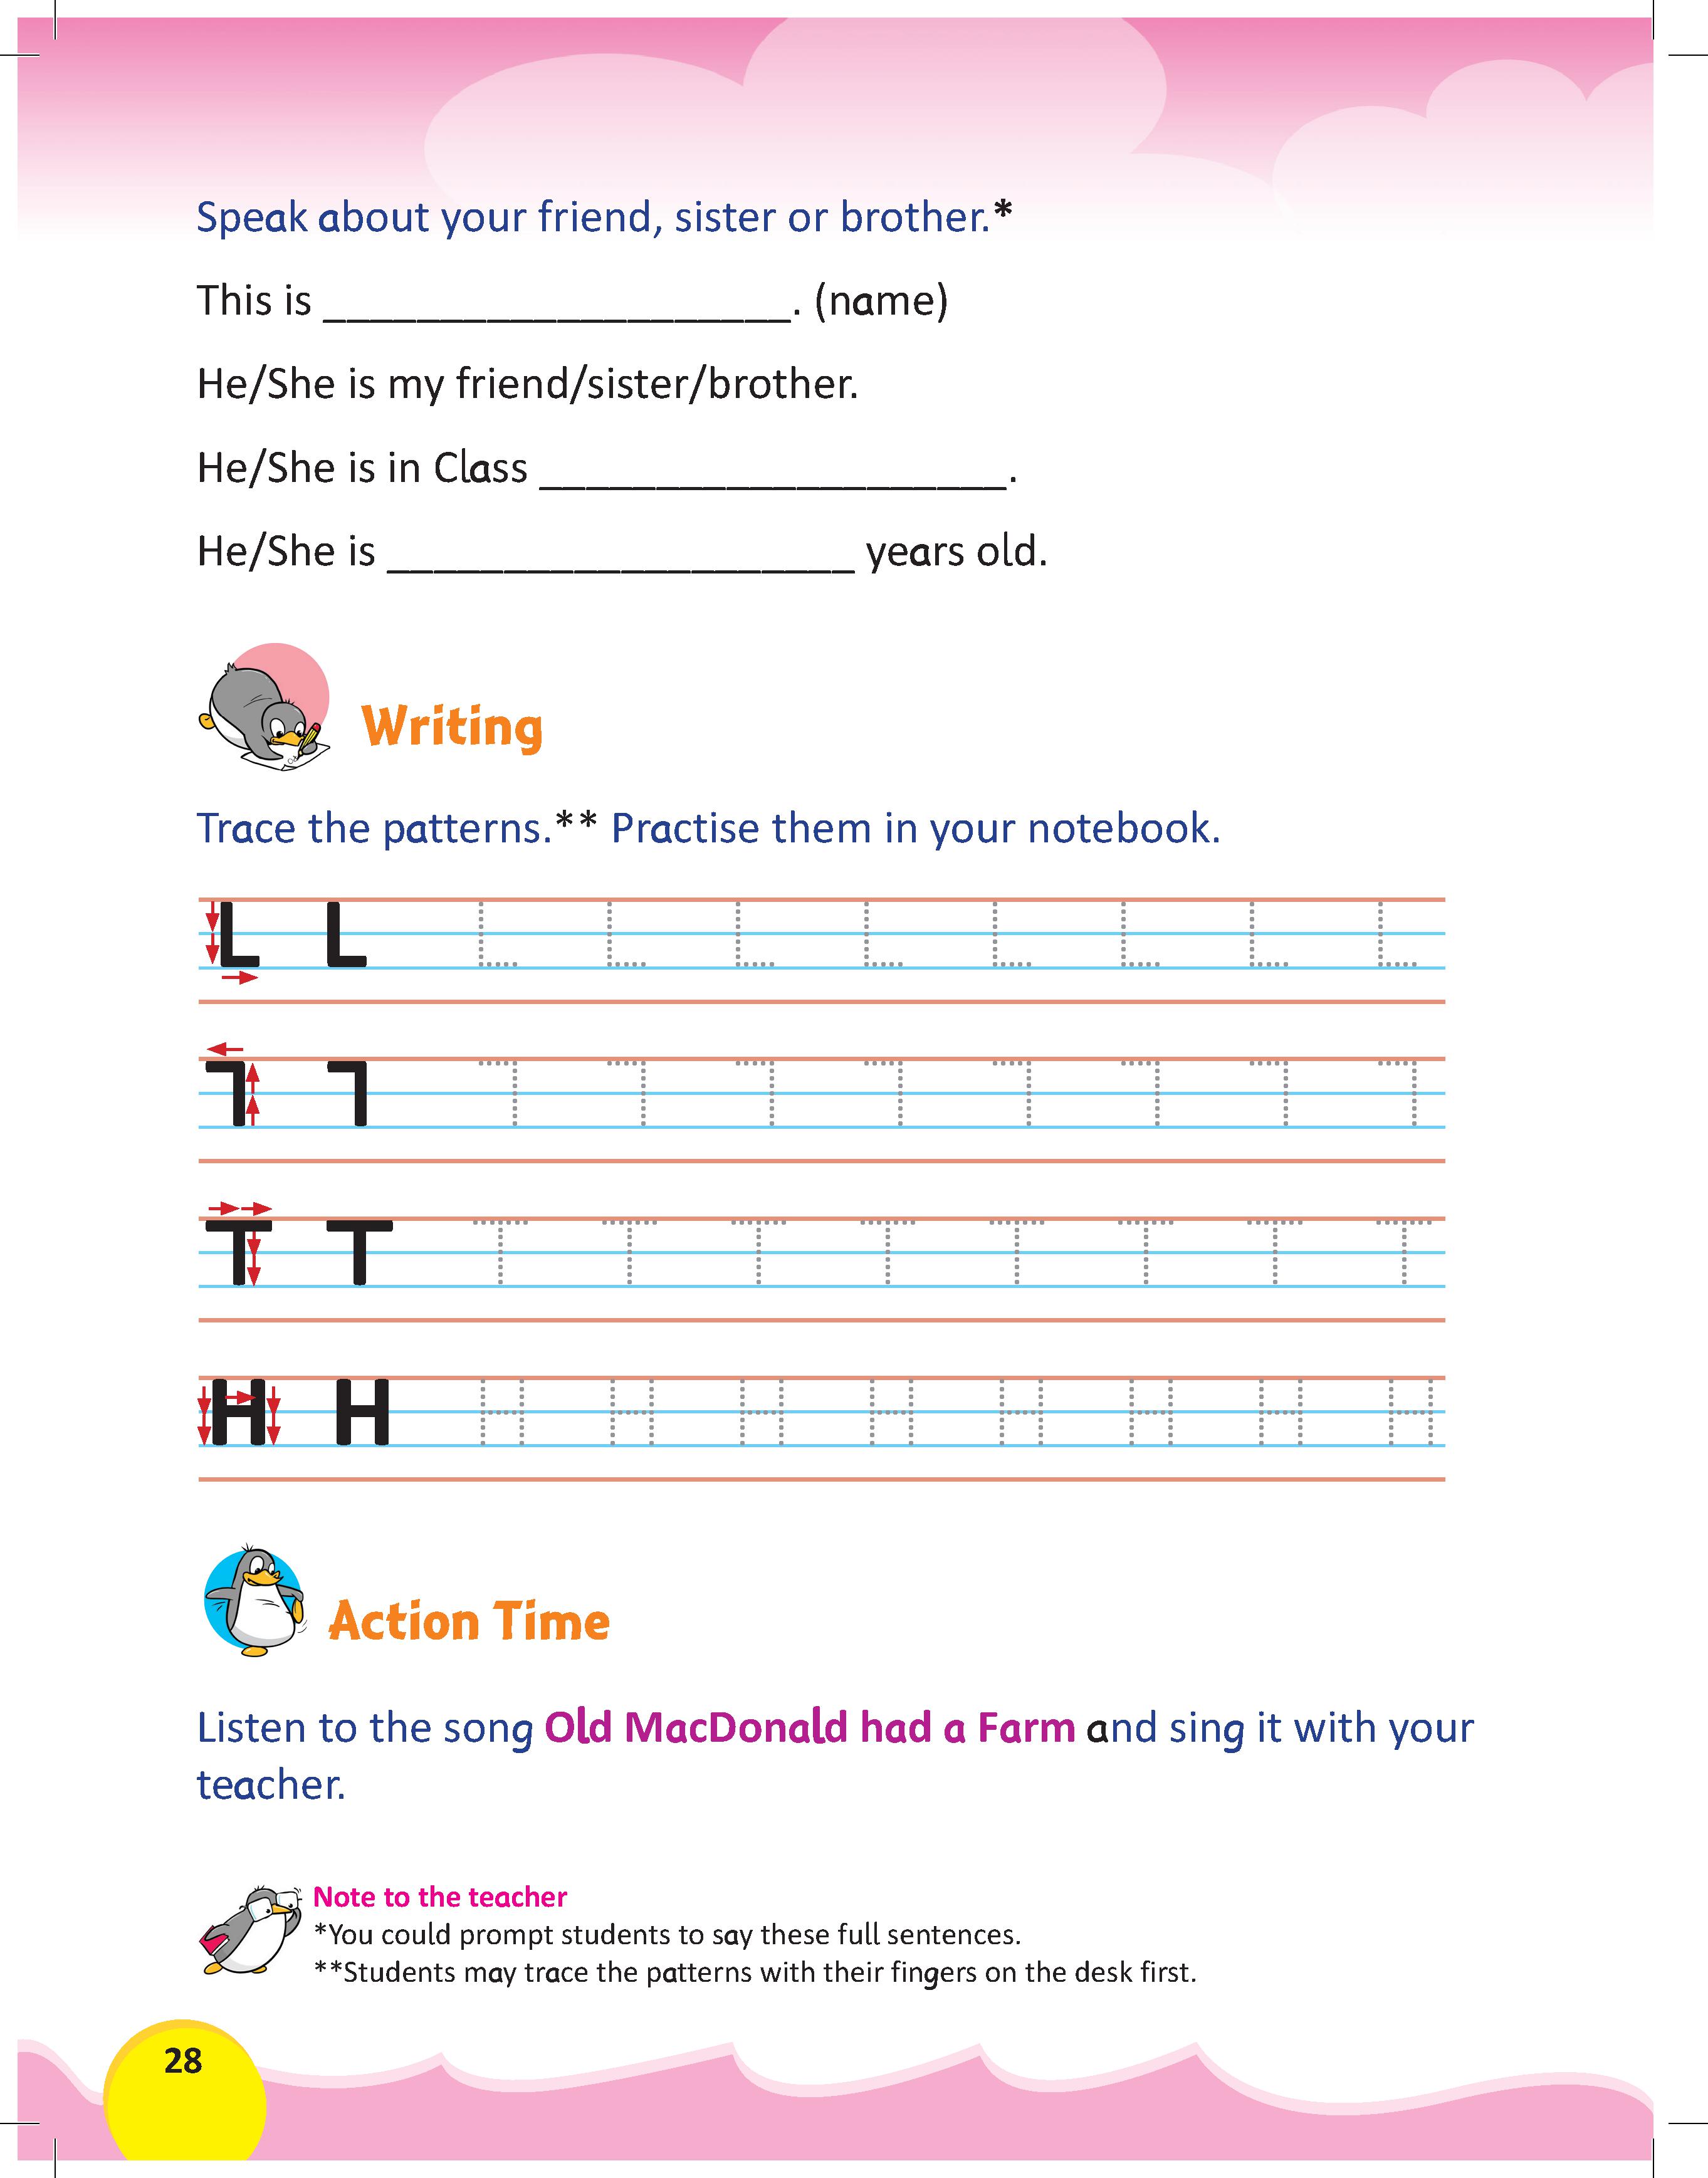 Speak about your friend, sister or brother.*
This is ____________________. (name)
He/She is my friend/sister/brother.
He/She is in Class ____________________.
He/She is ____________________ years old.
Writing
Trace the patterns.** Practise them in your notebook.
L L L L L L L L L L
T T T T T T T T T T
H H H H H H H H H H
Action Time
Listen to the song Old MacDonald had a Farm and sing it with your
teacher.
Note to the teacher
*You could prompt students to say these full sentences.
**Students may trace the patterns with their fingers on the desk first.
28